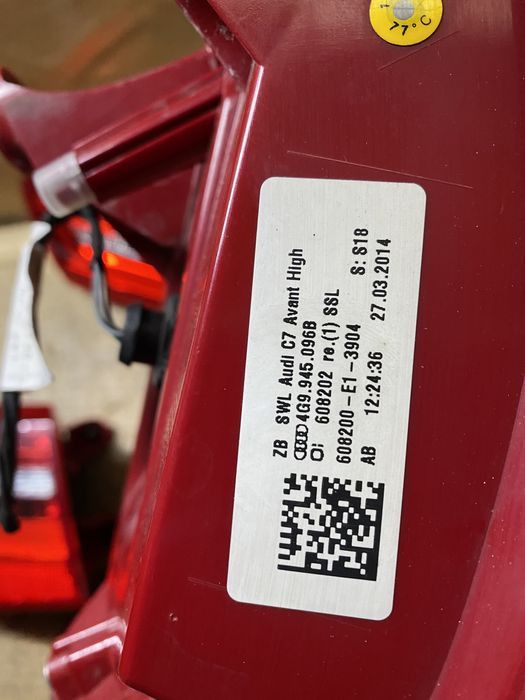 ZB SWL Audi C7 Avant High
4G9.945.096B
608202 re.(1) SSL
608200-E1-3904 S: S18
AB 12:24:36 27.03.2014
77°C